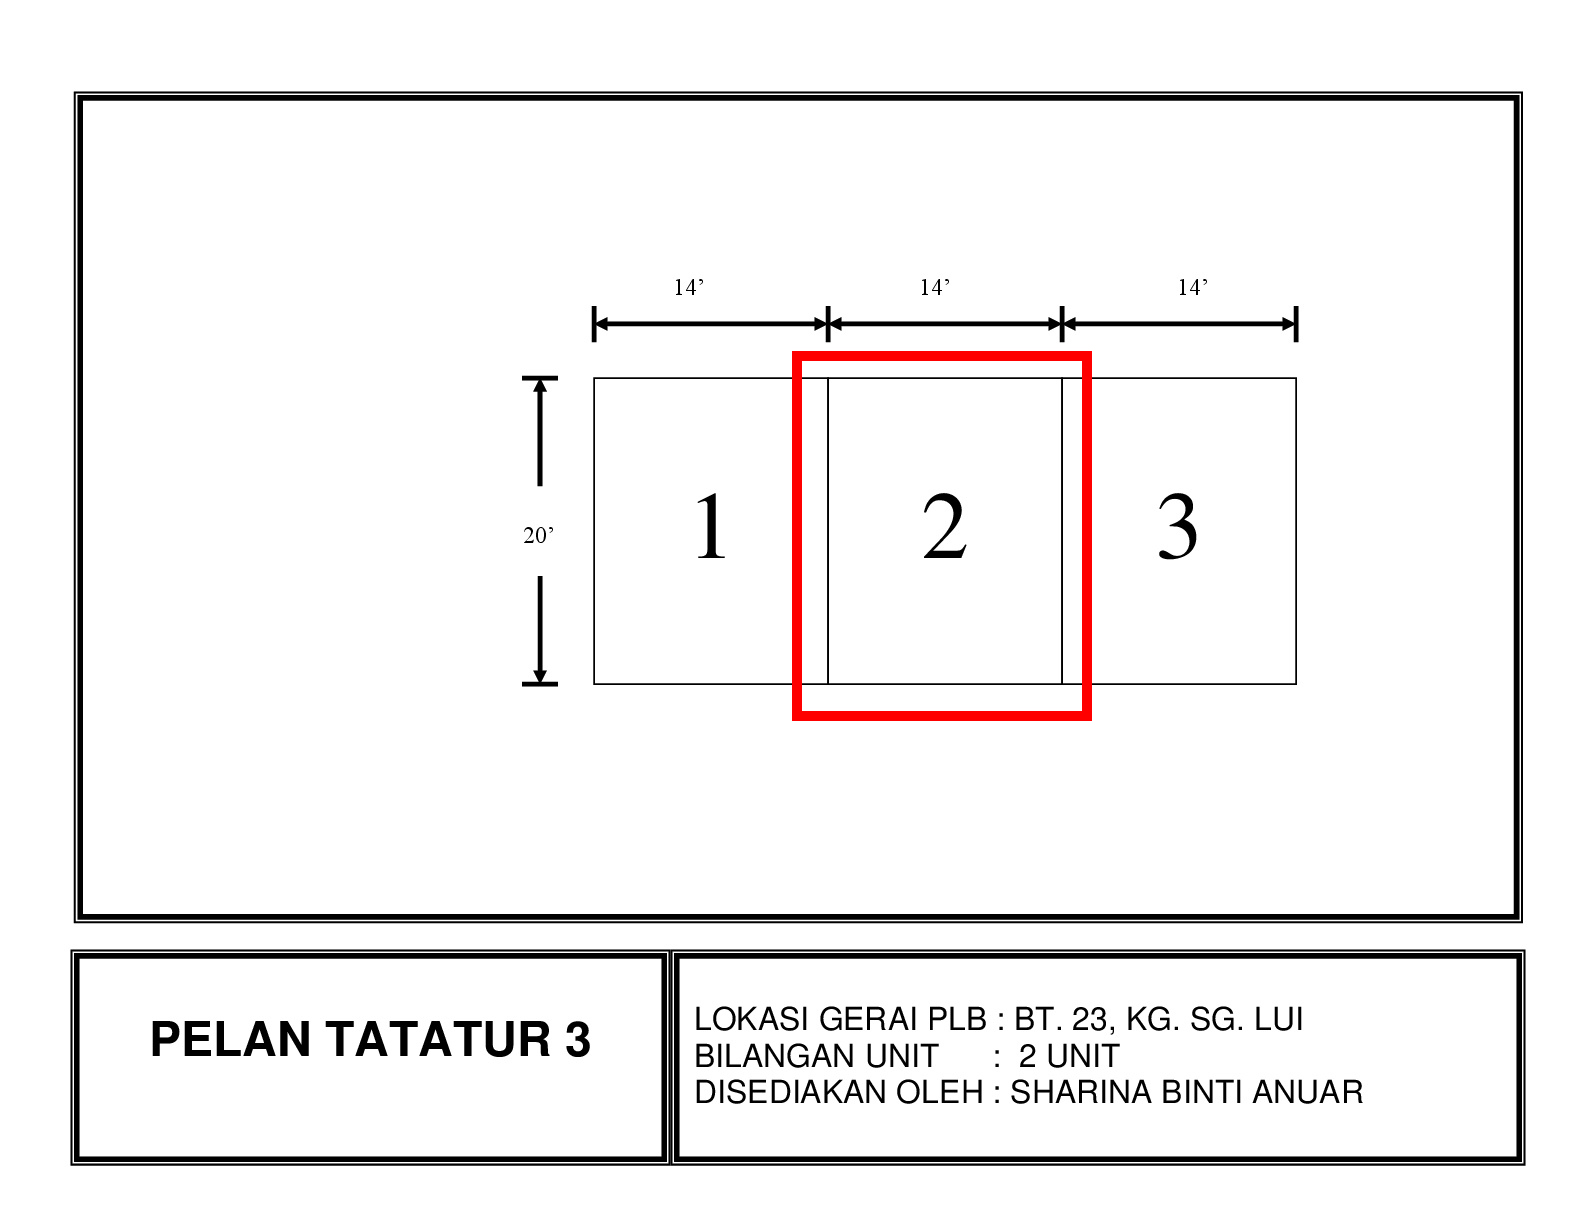 14’ 14’ 14’
20’
1 2 3
PELAN TATATUR 3
LOKASI GERAI PLB : BT. 23, KG. SG. LUI
BILANGAN UNIT : 2 UNIT
DISEDIAKAN OLEH : SHARINA BINTI ANUAR